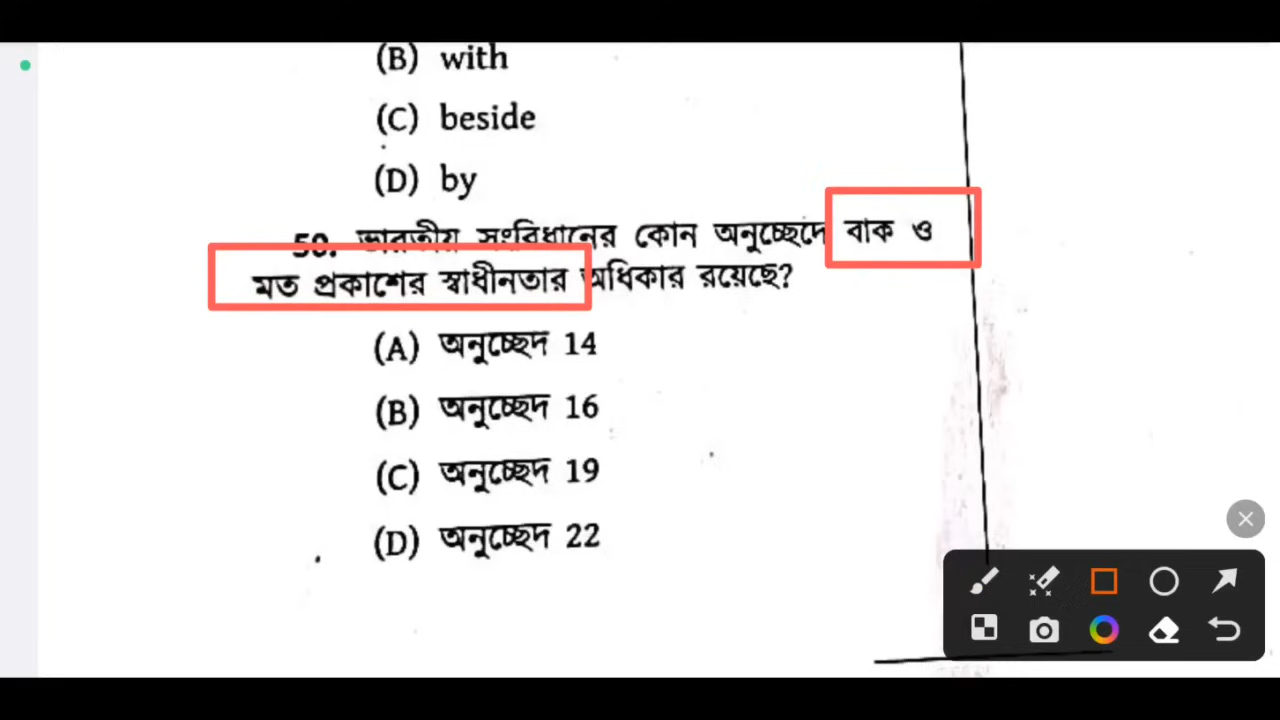 (B) with
(C) beside
(D) by
50. ভারতীয় সংবিধানের কোন অনুচ্ছেদে বাক ও
মত প্রকাশের স্বাধীনতার অধিকার রয়েছে?
(A) অনুচ্ছেদ 14
(B) অনুচ্ছেদ 16
(C) অনুচ্ছেদ 19
(D) অনুচ্ছেদ 22